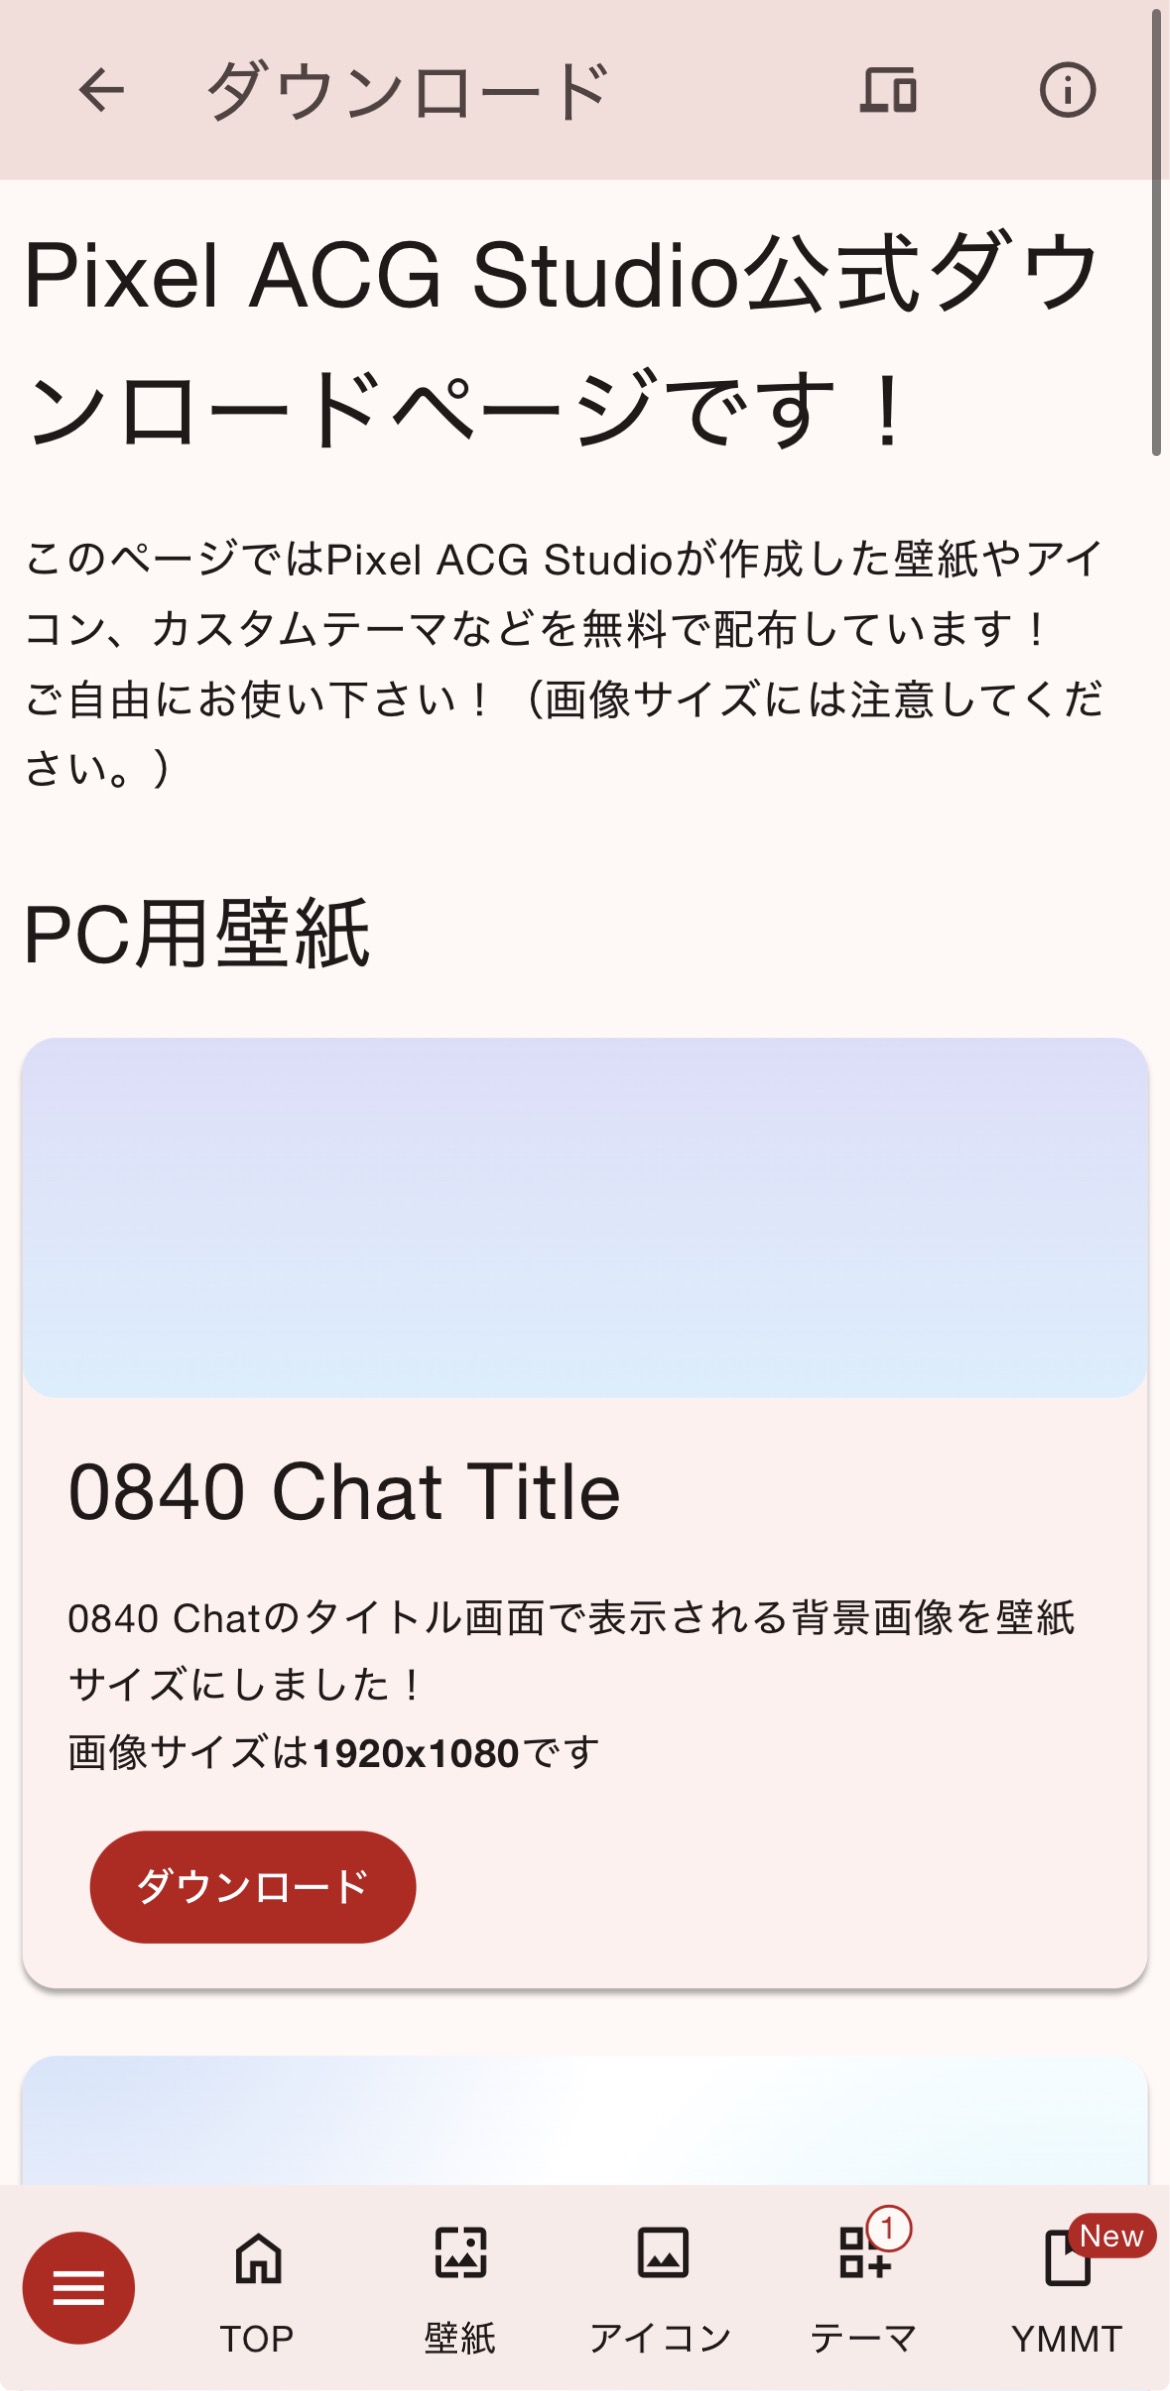 ダウンロード
Pixel ACG Studio公式ダウ
ンロードページです！
このページではPixel ACG Studioが作成した壁紙やアイ
コン、カスタムテーマなどを無料で配布しています！
ご自由にお使い下さい！（画像サイズには注意してくだ
さい。）
PC用壁紙
0840 Chat Title
0840 Chatのタイトル画面で表示される背景画像を壁紙
サイズにしました！
画像サイズは1920x1080です
ダウンロード
1
New
TOP
壁紙
アイコン
テーマ
YMMT